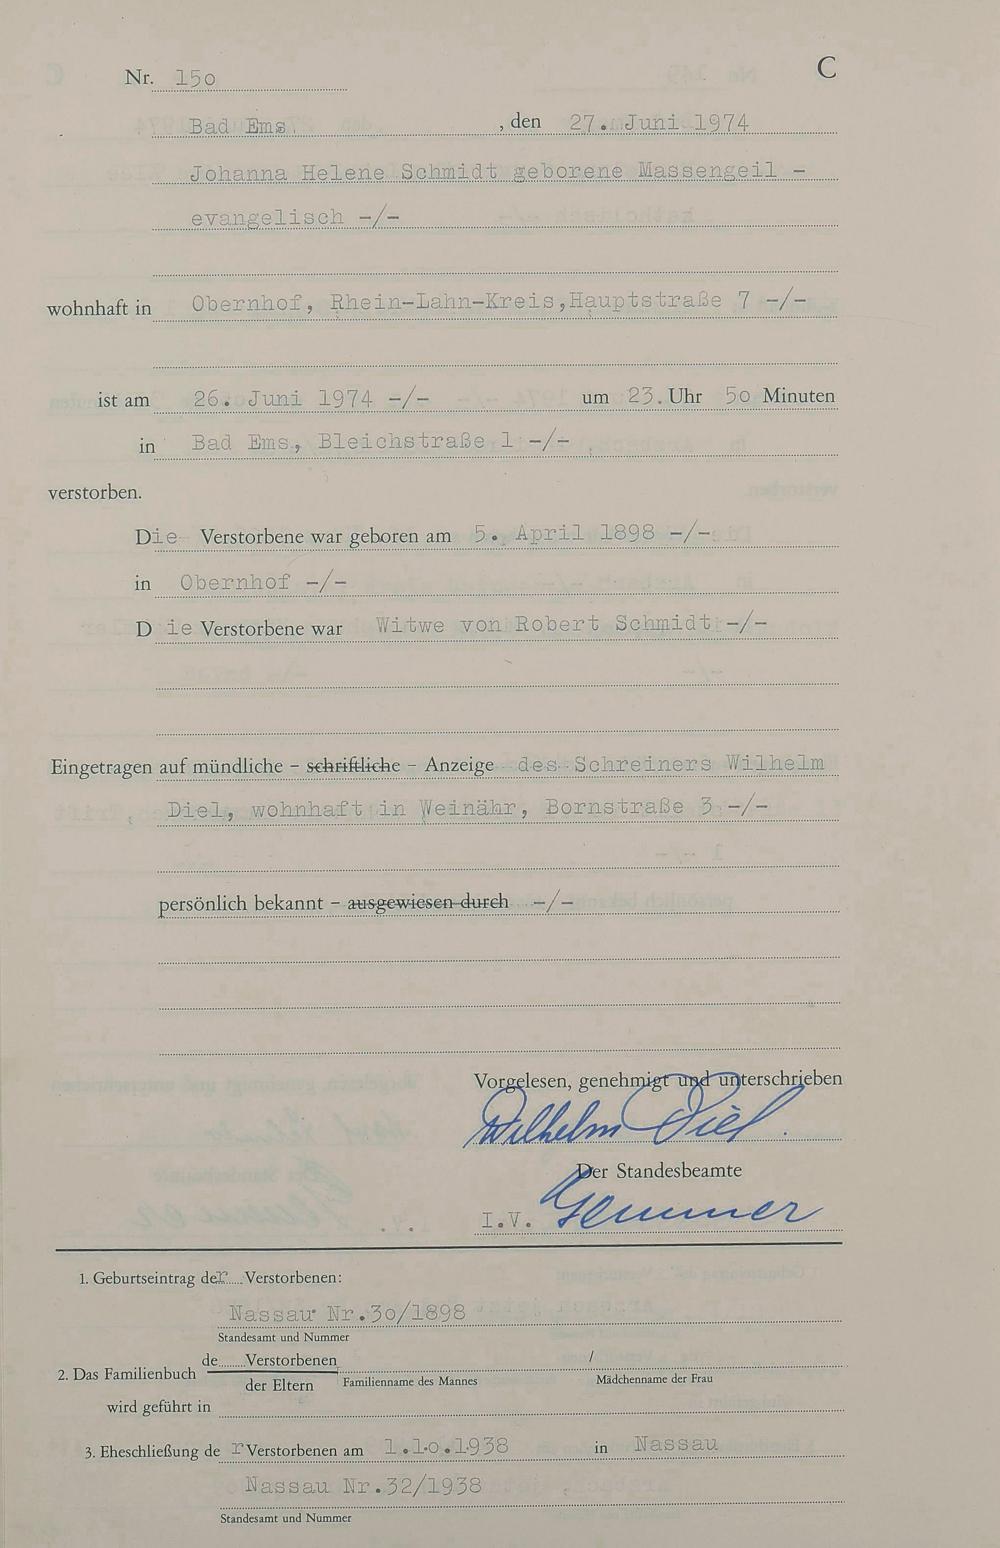 Nr. 150 C
Bad Ems, den 27. Juni 1974
Johanna Helene Schmidt geborene Massengeil -
evangelisch -/-
wohnhaft in Obernhof, Rhein-Lahn-Kreis, Hauptstraße 7 -/-
ist am 26. Juni 1974 -/- um 23. Uhr 50 Minuten
in Bad Ems, Bleichstraße 1 -/-
verstorben.
Die Verstorbene war geboren am 5. April 1898 -/-
in Obernhof -/-
Die Verstorbene war Witwe von Robert Schmidt -/-
Eingetragen auf mündliche - schriftliche - Anzeige des Schreiners Wilhelm
Diel, wohnhaft in Weinähr, Bornstraße 3 -/-
persönlich bekannt - ausgewiesen durch -/-
Vorgelesen, genehmigt und unterschrieben
Wilhelm Diel.
Der Standesbeamte
I.V. Gemmer
1. Geburtseintrag der Verstorbenen:
Nassau Nr.30/1898
Standesamt und Nummer
de Verstorbenen /
2. Das Familienbuch
der Eltern Familienname des Mannes Mädchenname der Frau
wird geführt in
3. Eheschließung der Verstorbenen am 1.10.1938 in Nassau
Nassau Nr.32/1938
Standesamt und Nummer